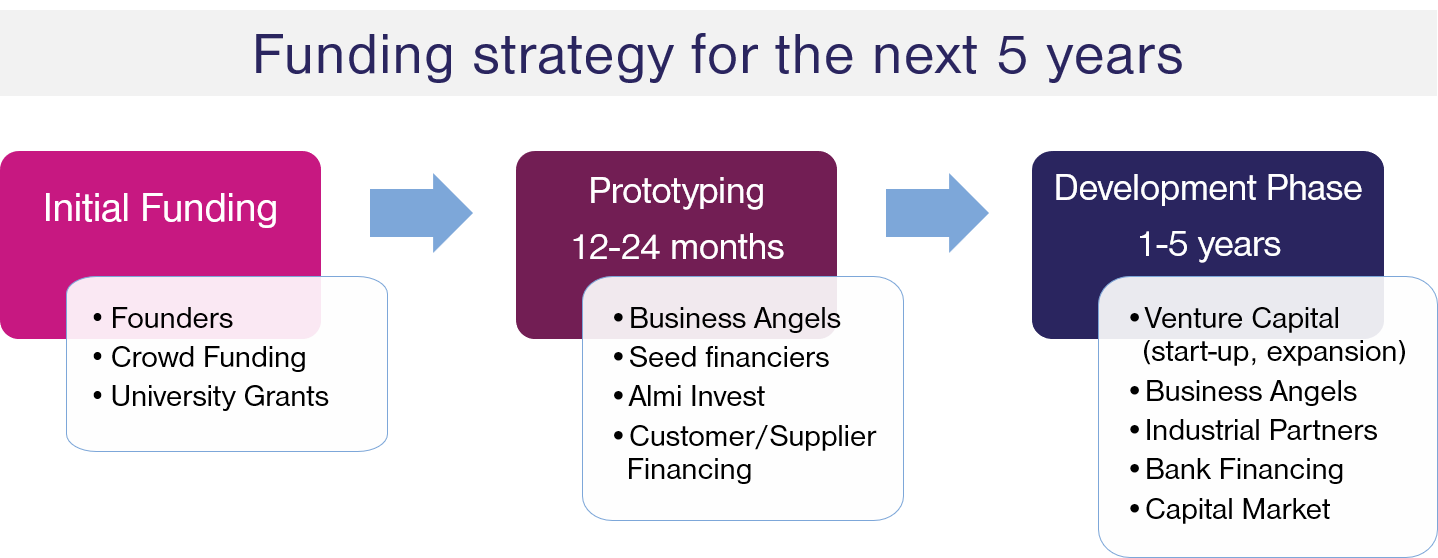 Funding strategy for the next 5 years
Initial Funding
• Founders
• Crowd Funding
• University Grants
Prototyping
12-24 months
• Business Angels
• Seed financiers
• Almi Invest
• Customer/Supplier
Financing
Development Phase
1-5 years
• Venture Capital
(start-up, expansion)
• Business Angels
• Industrial Partners
• Bank Financing
• Capital Market